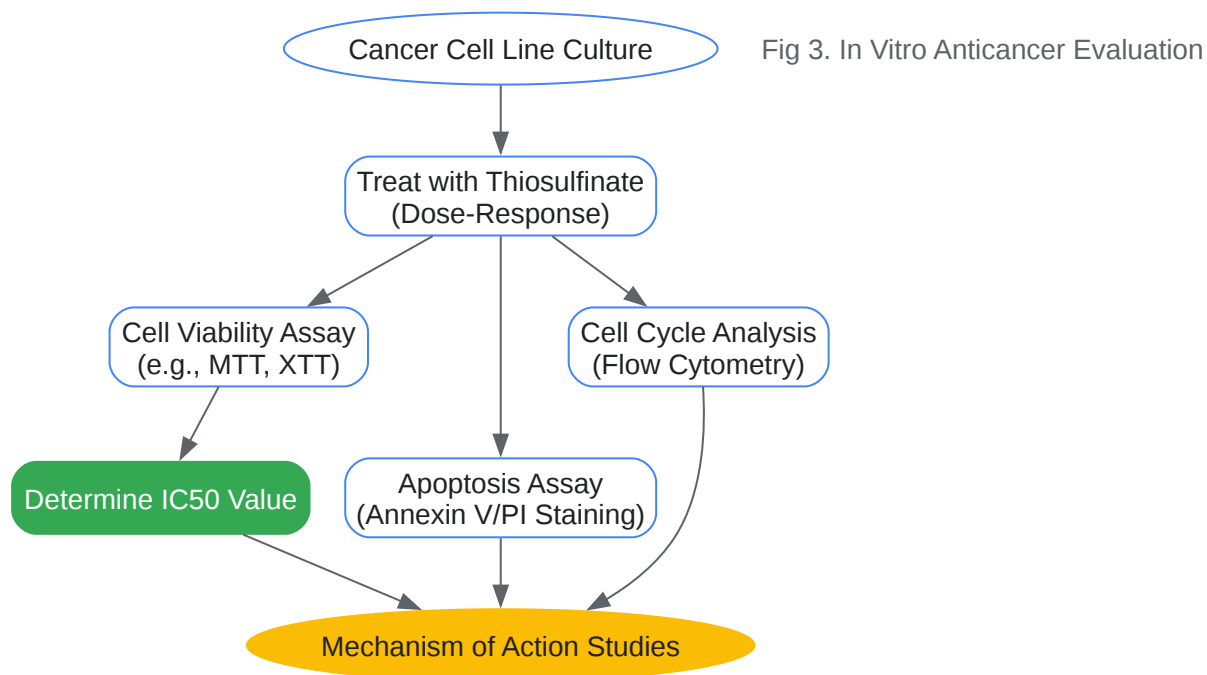 Cancer Cell Line Culture
Fig 3. In Vitro Anticancer Evaluation
Treat with Thiosulfinate
(Dose-Response)
Cell Viability Assay
(e.g., MTT, XTT)
Cell Cycle Analysis
(Flow Cytometry)
Determine IC50 Value
Apoptosis Assay
(Annexin V/PI Staining)
Mechanism of Action Studies